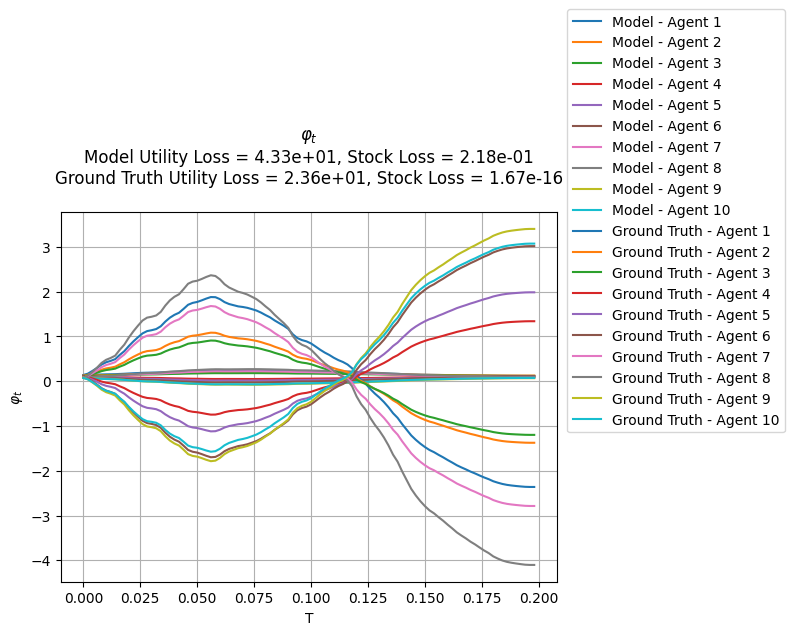 φt
Model Utility Loss = 4.33e+01, Stock Loss = 2.18e-01
Ground Truth Utility Loss = 2.36e+01, Stock Loss = 1.67e-16
Model - Agent 1
Model - Agent 2
Model - Agent 3
Model - Agent 4
Model - Agent 5
Model - Agent 6
Model - Agent 7
Model - Agent 8
Model - Agent 9
Model - Agent 10
Ground Truth - Agent 1
Ground Truth - Agent 2
Ground Truth - Agent 3
Ground Truth - Agent 4
Ground Truth - Agent 5
Ground Truth - Agent 6
Ground Truth - Agent 7
Ground Truth - Agent 8
Ground Truth - Agent 9
Ground Truth - Agent 10
φt
3
2
1
0
−1
−2
−3
−4
0.000 0.025 0.050 0.075 0.100 0.125 0.150 0.175 0.200
T